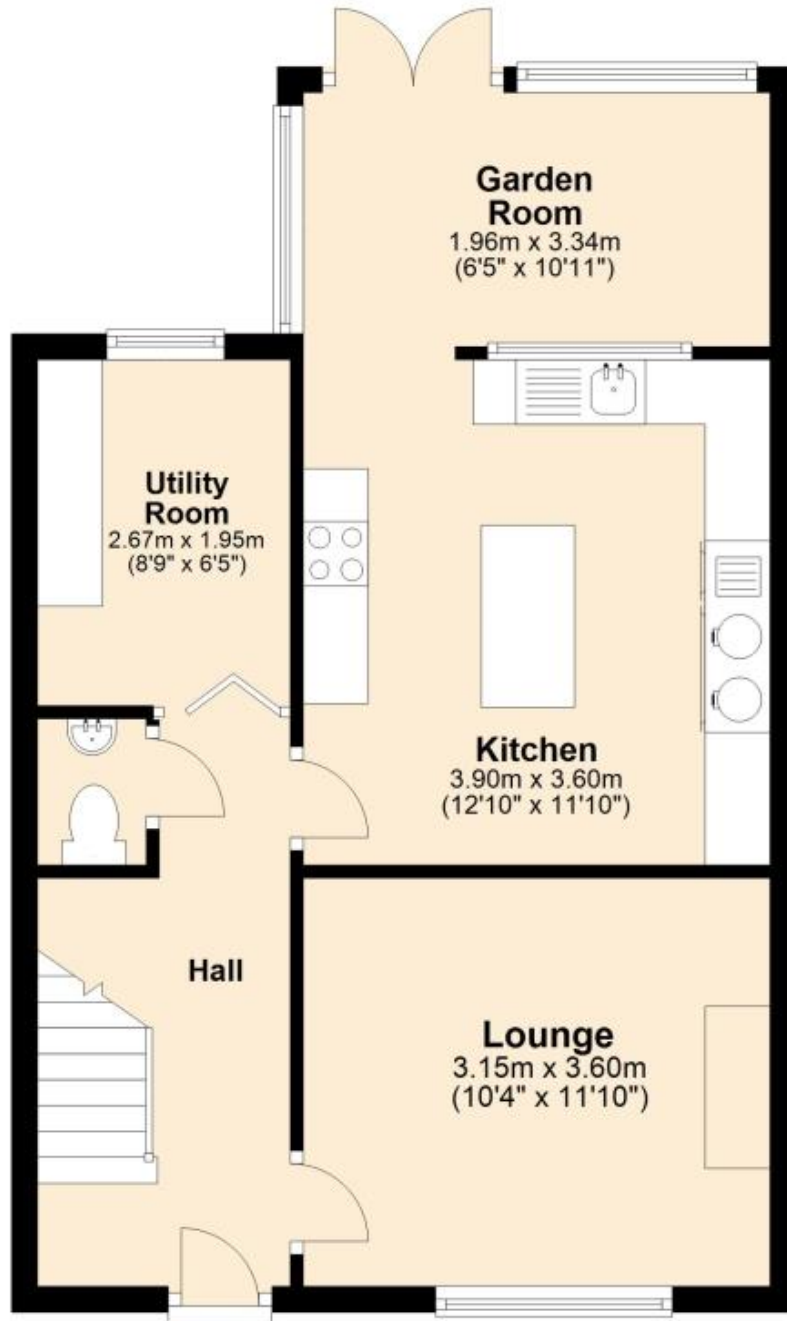 Garden
Room
1.96m x 3.34m
(6'5" x 10'11")
Utility
Room
2.67m x 1.95m
(8'9" x 6'5")
Kitchen
3.90m x 3.60m
(12'10" x 11'10")
Hall
Lounge
3.15m x 3.60m
(10'4" x 11'10")